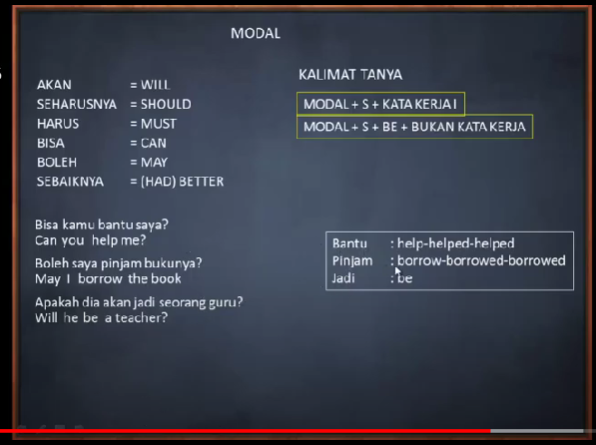 MODAL
AKAN = WILL
SEHARUSNYA = SHOULD
HARUS = MUST
BISA = CAN
BOLEH = MAY
SEBAIKNYA = (HAD) BETTER
KALIMAT TANYA
MODAL + S + KATA KERJA I
MODAL + S + BE + BUKAN KATA KERJA
Bisa kamu bantu saya?
Can you help me?
Boleh saya pinjam bukunya?
May I borrow the book
Apakah dia akan jadi seorang guru?
Will he be a teacher?
Bantu : help-helped-helped
Pinjam : borrow-borrowed-borrowed
Jadi : be